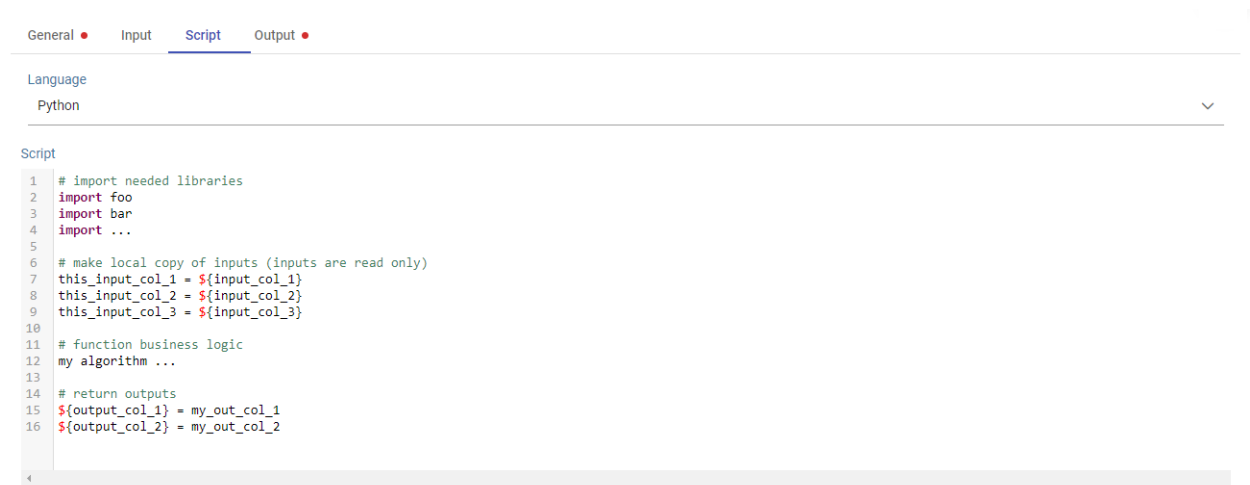 General Input Script Output
Language
Python
Script
1 # import needed libraries
2 import foo
3 import bar
4 import ...
5
6 # make local copy of inputs (inputs are read only)
7 this_input_col_1 = ${input_col_1}
8 this_input_col_2 = ${input_col_2}
9 this_input_col_3 = ${input_col_3}
10
11 # function business logic
12 my algorithm ...
13
14 # return outputs
15 ${output_col_1} = my_out_col_1
16 ${output_col_2} = my_out_col_2